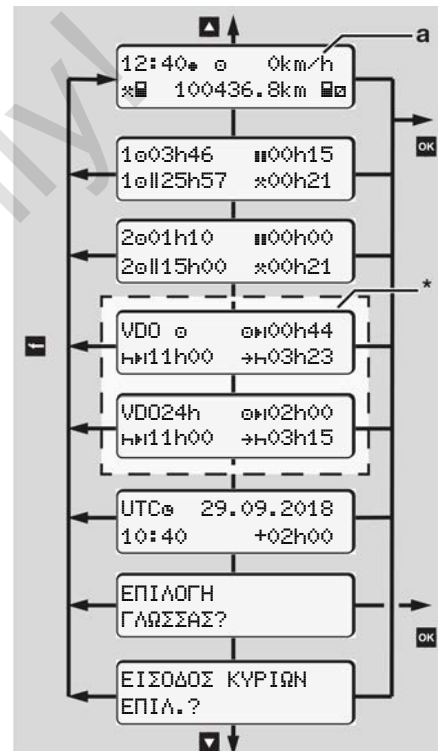 a
12:40● ⊙ 0km/h
100436.8km
OK
1⊙03h46 00h15
1⊙||25h57 00h21
2⊙01h10 00h00
2⊙||15h00 00h21
*
VDO ⊙ ⊙00h44
11h00 03h23
VDO24h ⊙02h00
11h00 03h15
UTC 29.09.2018
10:40 +02h00
ΕΠΙΛΟΓΗ
ΓΛΩΣΣΑΣ?
OK
ΕΙΣΟΔΟΣ ΚΥΡΙΩΝ
ΕΠΙΛ.?